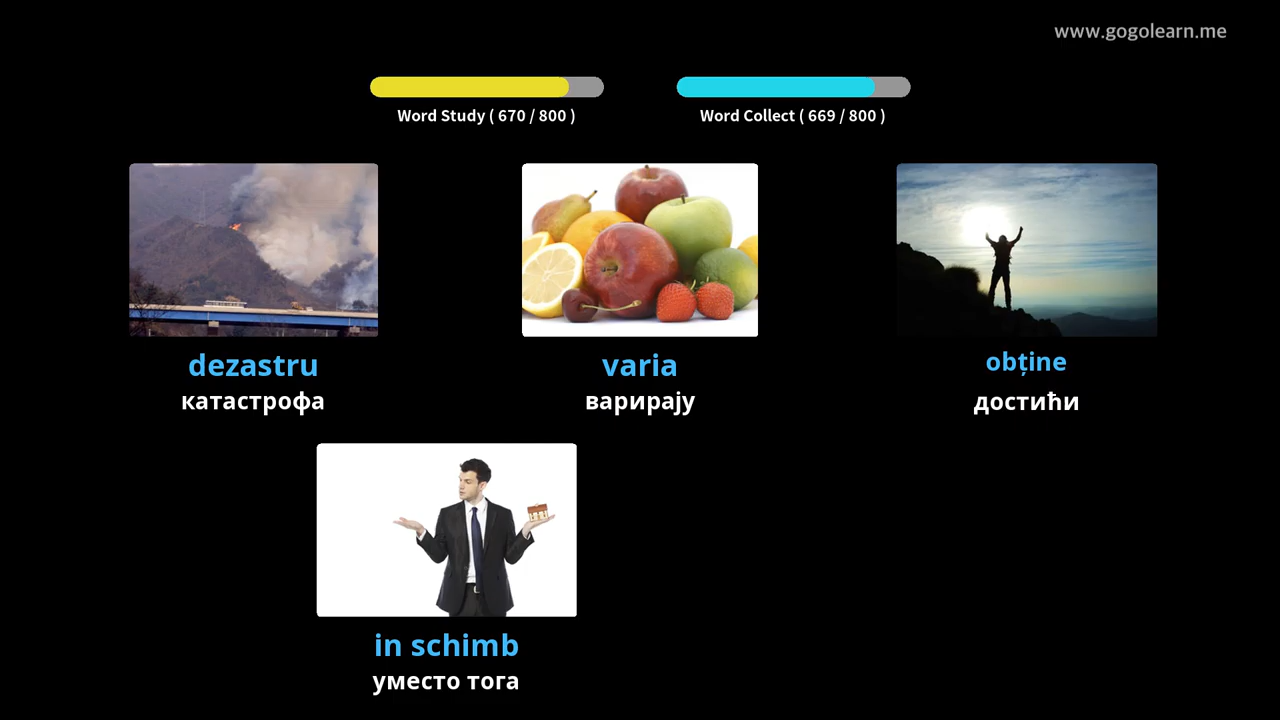 www.gogolearn.me
Word Study ( 670 / 800 )
Word Collect ( 669 / 800 )
dezastru
катастрофа
varia
варирају
obține
достићи
in schimb
уместо тога